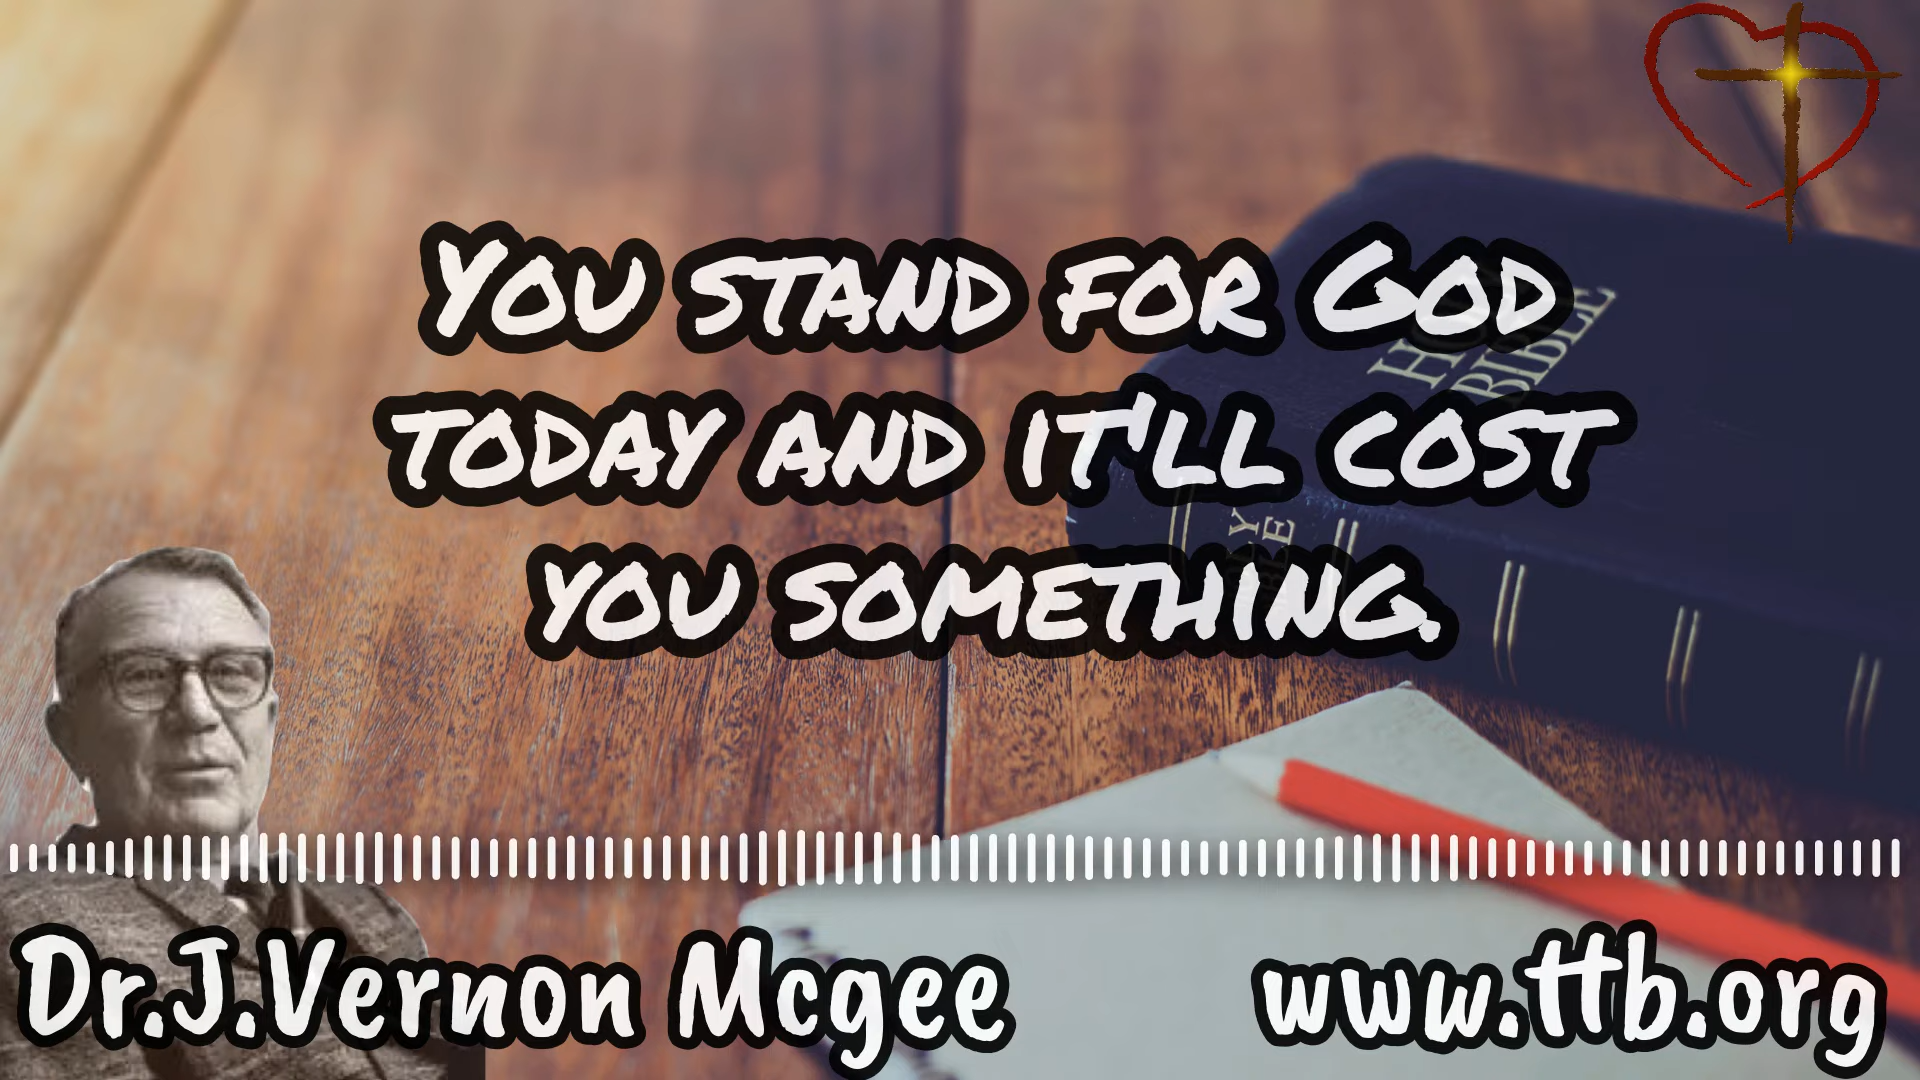 You stand for God
today and it'll cost
you something.
HOLY
BIBLE
Dr.J.Vernon Mcgee
www.ttb.org